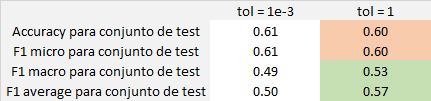 tol = 1e-3 tol = 1
Accuracy para conjunto de test 0.61 0.60
F1 micro para conjunto de test 0.61 0.60
F1 macro para conjunto de test 0.49 0.53
F1 average para conjunto de test 0.50 0.57